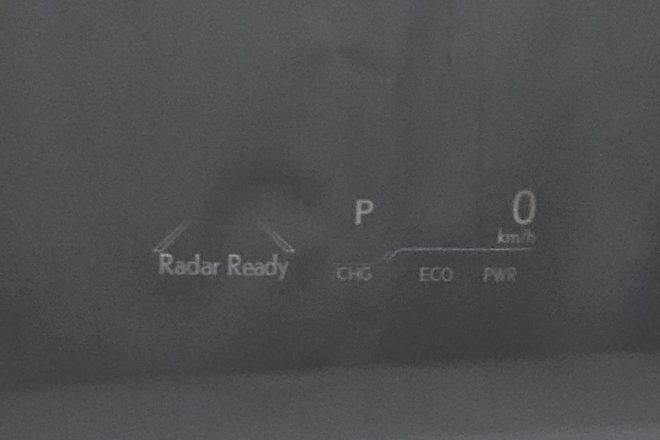 P 0
km/h
Radar Ready
CHG ECO PWR